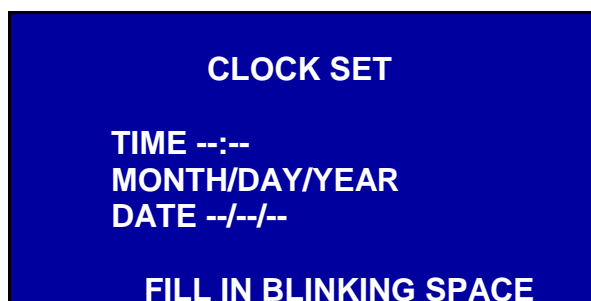 CLOCK SET
TIME --:--
MONTH/DAY/YEAR
DATE --/--/--
FILL IN BLINKING SPACE